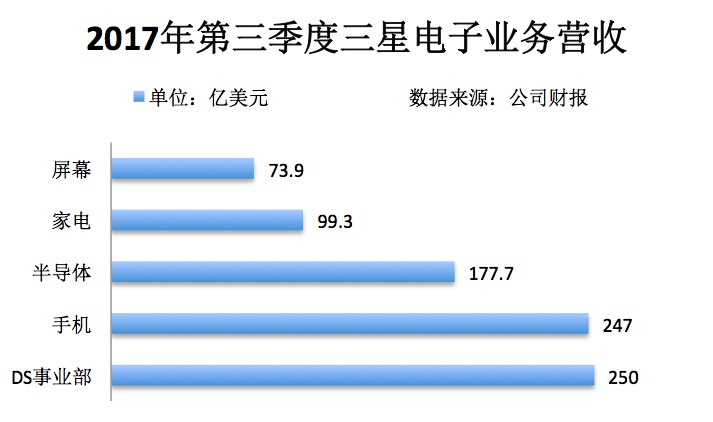 2017年第三季度三星电子业务营收
单位：亿美元 数据来源：公司财报
屏幕 73.9
家电 99.3
半导体 177.7
手机 247
DS事业部 250